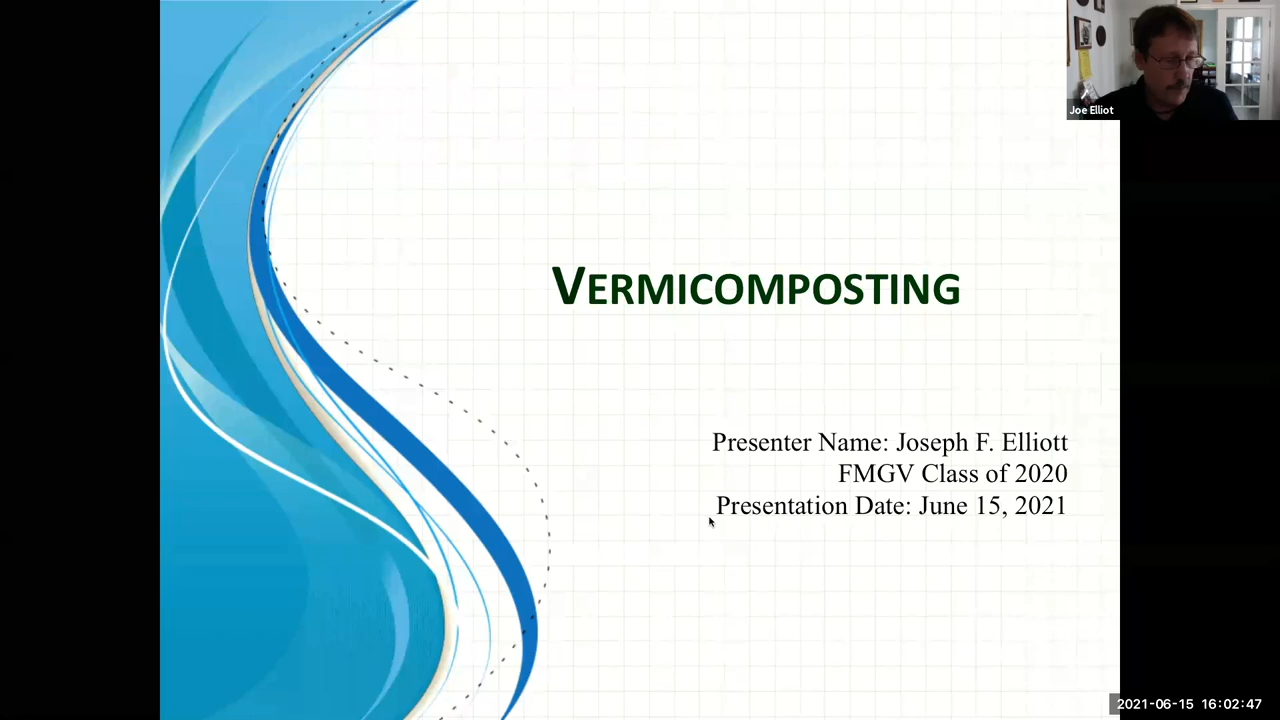 Joe Elliot
VERMICOMPOSTING
Presenter Name: Joseph F. Elliott
FMGV Class of 2020
Presentation Date: June 15, 2021
2021-06-15 16:02:47